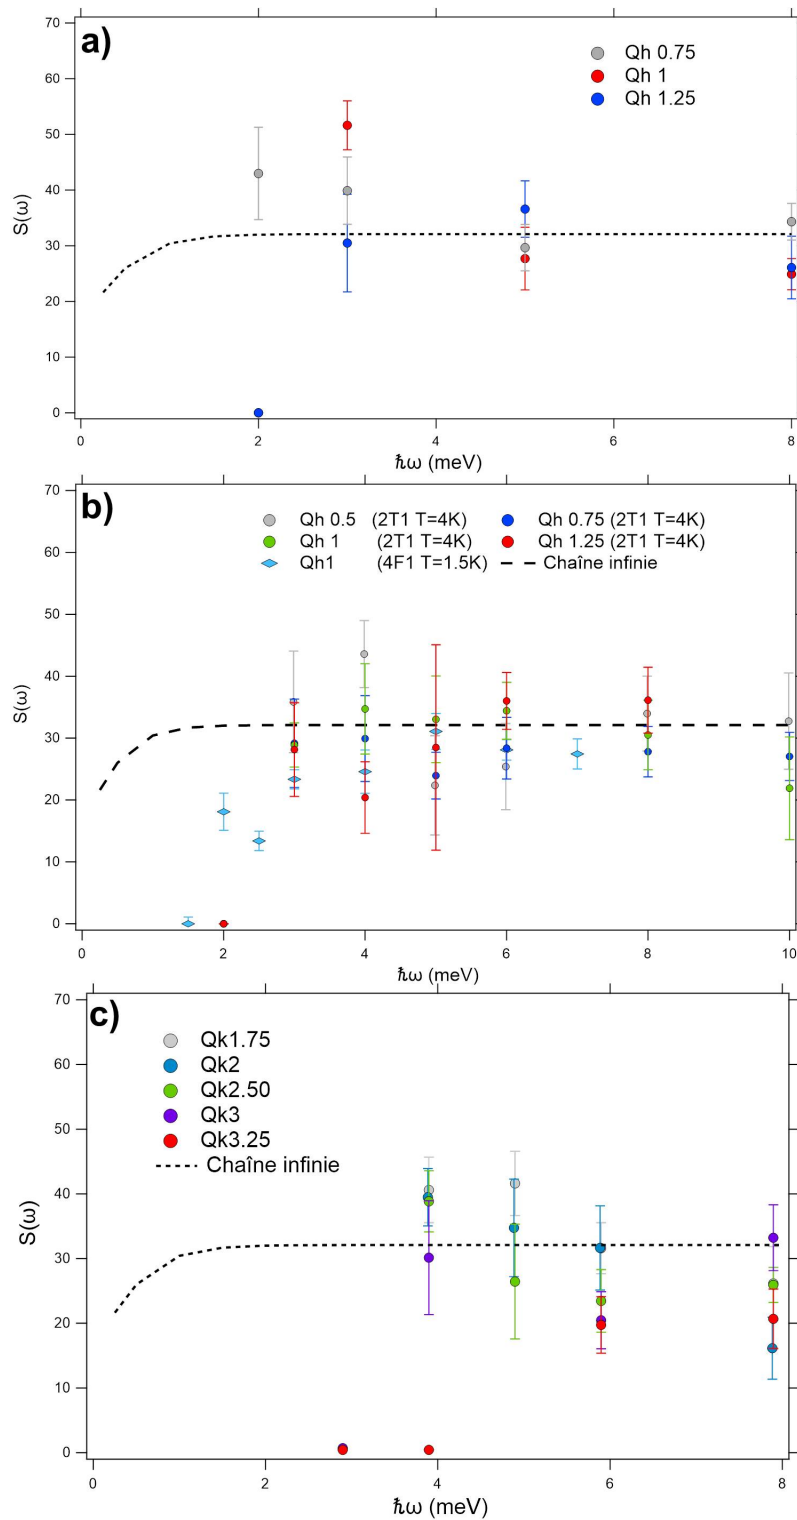 a)
Qh 0.75
Qh 1
Qh 1.25
S(ω)
70
60
50
40
30
20
10
0
0 2 4 6 8
ħω (meV)
b)
Qh 0.5 (2T1 T=4K) Qh 0.75 (2T1 T=4K)
Qh 1 (2T1 T=4K) Qh 1.25 (2T1 T=4K)
Qh1 (4F1 T=1.5K) Chaîne infinie
S(ω)
70
60
50
40
30
20
10
0
0 2 4 6 8 10
ħω (meV)
c)
Qk1.75
Qk2
Qk2.50
Qk3
Qk3.25
Chaîne infinie
S(ω)
70
60
50
40
30
20
10
0
0 2 4 6 8
ħω (meV)